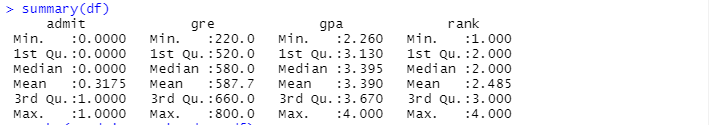 > summary(df)
     admit             gre             gpa             rank
 Min.   :0.0000   Min.   :220.0   Min.   :2.260   Min.   :1.000
 1st Qu.:0.0000   1st Qu.:520.0   1st Qu.:3.130   1st Qu.:2.000
 Median :0.0000   Median :580.0   Median :3.395   Median :2.000
 Mean   :0.3175   Mean   :587.7   Mean   :3.390   Mean   :2.485
 3rd Qu.:1.0000   3rd Qu.:660.0   3rd Qu.:3.670   3rd Qu.:3.000
 Max.   :1.0000   Max.   :800.0   Max.   :4.000   Max.   :4.000